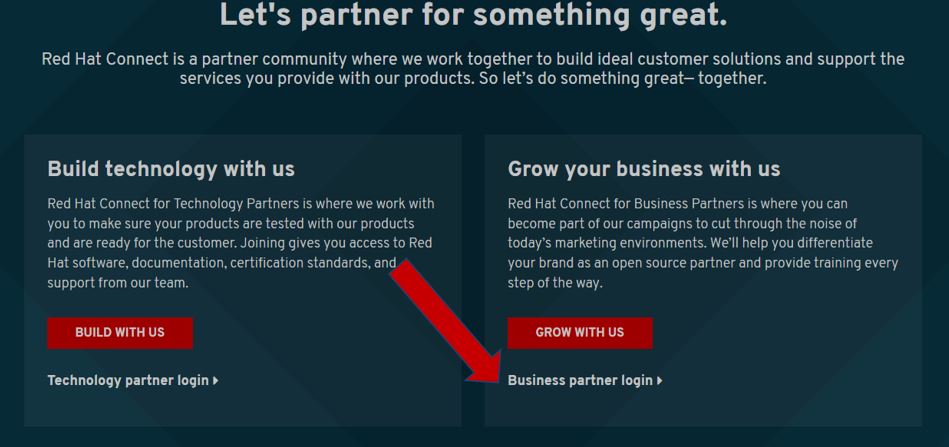 Let's partner for something great.
Red Hat Connect is a partner community where we work together to build ideal customer solutions and support the
services you provide with our products. So let's do something great— together.
Build technology with us
Red Hat Connect for Technology Partners is where we work with
you to make sure your products are tested with our products
and are ready for the customer. Joining gives you access to Red
Hat software, documentation, certification standards, and
support from our team.
BUILD WITH US
Technology partner login
Grow your business with us
Red Hat Connect for Business Partners is where you can
become part of our campaigns to cut through the noise of
today's marketing environments. We'll help you differentiate
your brand as an open source partner and provide training every
step of the way.
GROW WITH US
Business partner login